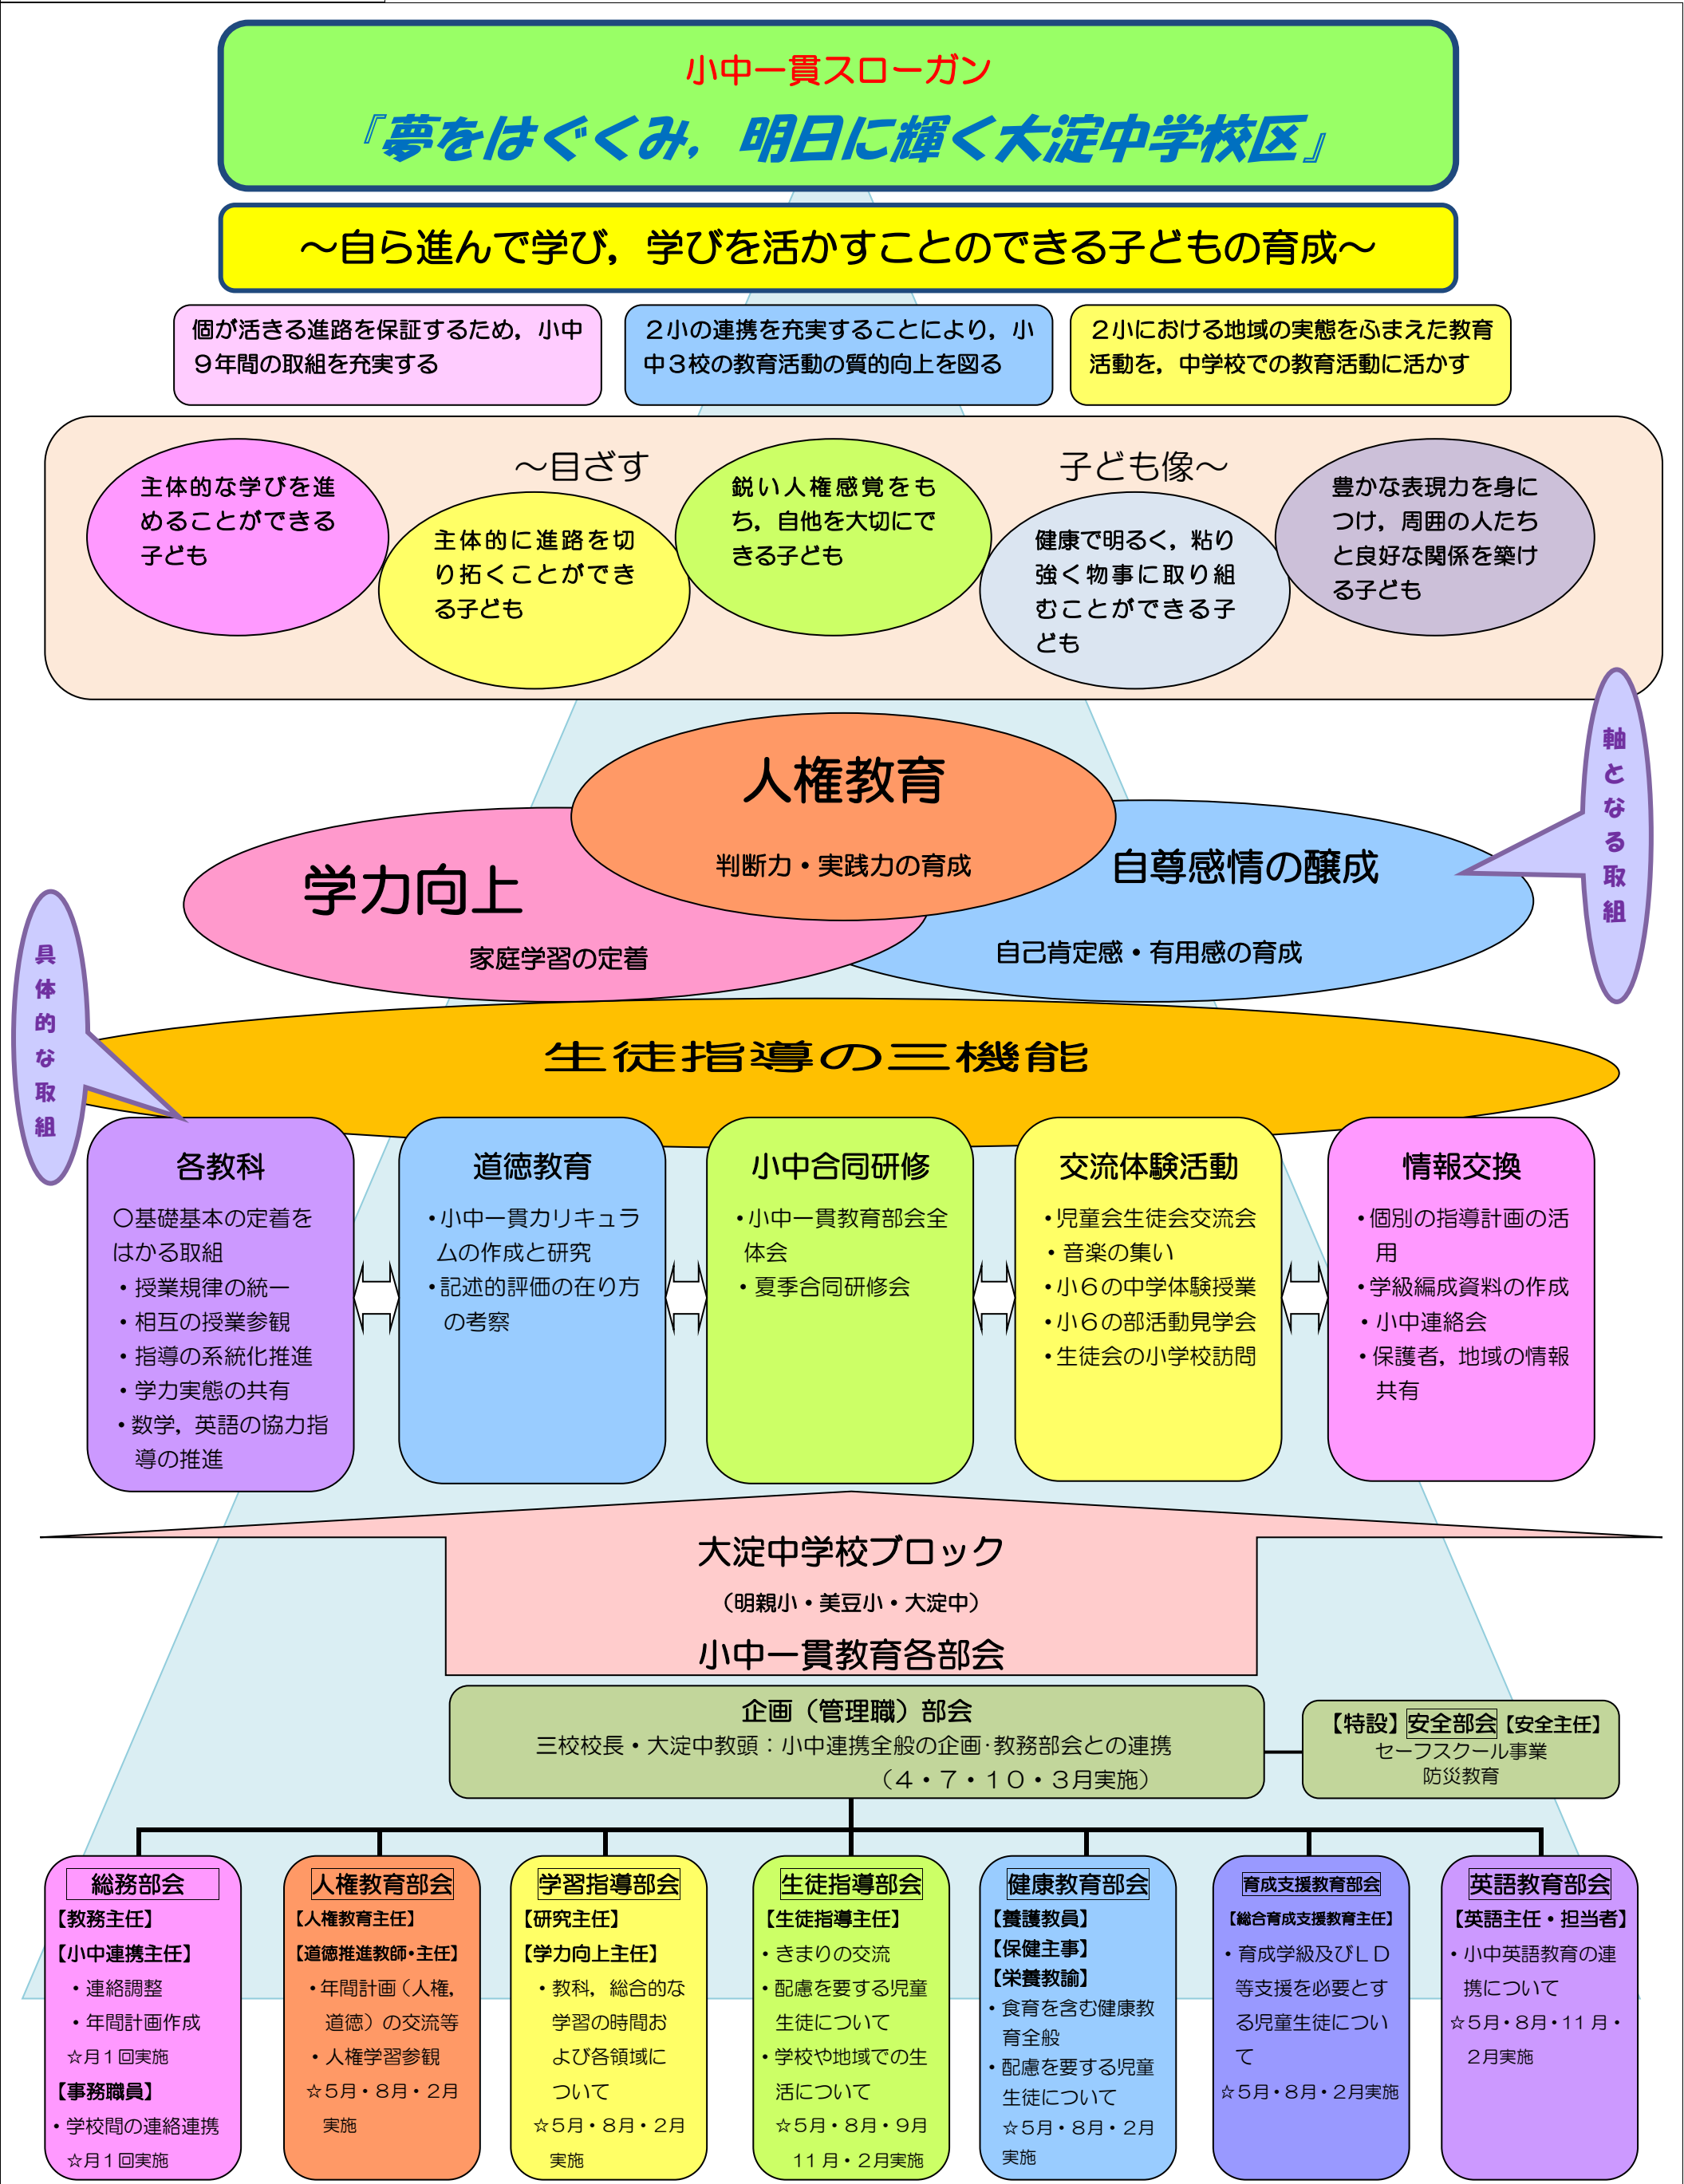 小中一貫スローガン
『夢をはぐくみ，明日に輝く大淀中学校区』
～自ら進んで学び，学びを活かすことのできる子どもの育成～
個が活きる進路を保証するため，小中
９年間の取組を充実する
２小の連携を充実することにより，小
中３校の教育活動の質的向上を図る
２小における地域の実態をふまえた教育
活動を，中学校での教育活動に活かす
～目ざす　子ども像～
主体的な学びを進
めることができる
子ども
主体的に進路を切
り拓くことができ
る子ども
鋭い人権感覚をも
ち，自他を大切にで
きる子ども
健康で明るく，粘り
強く物事に取り組
むことができる子
ども
豊かな表現力を身に
つけ，周囲の人たち
と良好な関係を築け
る子ども
軸となる取組
人権教育
判断力・実践力の育成
学力向上
家庭学習の定着
自尊感情の醸成
自己肯定感・有用感の育成
具体的な取組
生徒指導の三機能
各教科
〇基礎基本の定着を
はかる取組
・授業規律の統一
・相互の授業参観
・指導の系統化推進
・学力実態の共有
・数学，英語の協力指
導の推進
道徳教育
・小中一貫カリキュラ
ムの作成と研究
・記述的評価の在り方
の考察
小中合同研修
・小中一貫教育部会全
体会
・夏季合同研修会
交流体験活動
・児童会生徒会交流会
・音楽の集い
・小６の中学体験授業
・小６の部活動見学会
・生徒会の小学校訪問
情報交換
・個別の指導計画の活
用
・学級編成資料の作成
・小中連絡会
・保護者，地域の情報
共有
大淀中学校ブロック
（明親小・美豆小・大淀中）
小中一貫教育各部会
企画（管理職）部会
三校校長・大淀中教頭：小中連携全般の企画・教務部会との連携
（４・７・１０・３月実施）
【特設】安全部会【安全主任】
セーフスクール事業
防災教育
総務部会
【教務主任】
【小中連携主任】
・連絡調整
・年間計画作成
☆月１回実施
【事務職員】
・学校間の連絡連携
☆月１回実施
人権教育部会
【人権教育主任】
【道徳推進教師・主任】
・年間計画（人権，
道徳）の交流等
・人権学習参観
☆５月・８月・２月
実施
学習指導部会
【研究主任】
【学力向上主任】
・教科，総合的な
学習の時間お
よび各領域に
ついて
☆５月・８月・２月
実施
生徒指導部会
【生徒指導主任】
・きまりの交流
・配慮を要する児童
生徒について
・学校や地域での生
活について
☆５月・８月・９月
11 月・２月実施
健康教育部会
【養護教員】
【保健主事】
【栄養教諭】
・食育を含む健康教
育全般
・配慮を要する児童
生徒について
☆５月・８月・２月
実施
育成支援教育部会
【総合育成支援教育主任】
・育成学級及びＬＤ
等支援を必要とす
る児童生徒につい
て
☆５月・８月・２月実施
英語教育部会
【英語主任・担当者】
・小中英語教育の連
携について
☆５月・８月・11 月・
２月実施